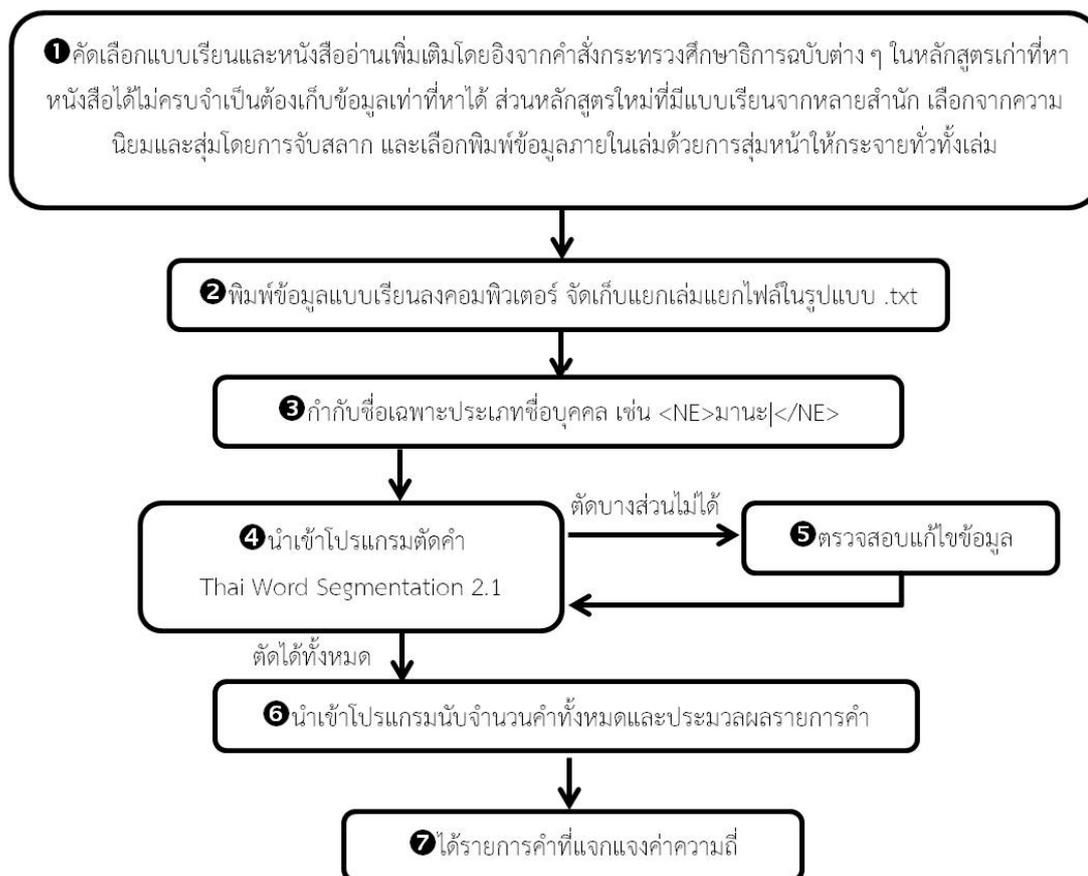 ❶คัดเลือกแบบเรียนและหนังสืออ่านเพิ่มเติมโดยอิงจากคำสั่งกระทรวงศึกษาธิการฉบับต่าง ๆ ในหลักสูตรเก่าที่หา
หนังสือได้ไม่ครบจำเป็นต้องเก็บข้อมูลเท่าที่หาได้ ส่วนหลักสูตรใหม่ที่มีแบบเรียนจากหลายสำนัก เลือกจากความ
นิยมและสุ่มโดยการจับสลาก และเลือกพิมพ์ข้อมูลภายในเล่มด้วยการสุ่มหน้าให้กระจายทั่วทั้งเล่ม
❷พิมพ์ข้อมูลแบบเรียนลงคอมพิวเตอร์ จัดเก็บแยกเล่มแยกไฟล์ในรูปแบบ .txt
❸กำกับชื่อเฉพาะประเภทชื่อบุคคล เช่น <NE>มานะ|</NE>
❹นำเข้าโปรแกรมตัดคำ
Thai Word Segmentation 2.1
ตัดบางส่วนไม่ได้
❺ตรวจสอบแก้ไขข้อมูล
ตัดได้ทั้งหมด
❻นำเข้าโปรแกรมนับจำนวนคำทั้งหมดและประมวลผลรายการคำ
❼ได้รายการคำที่แจกแจงค่าความถี่